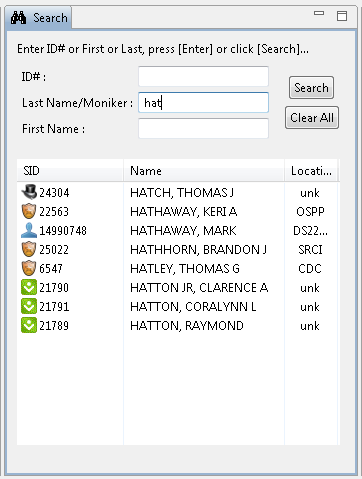 Search
Enter ID# or First or Last, press [Enter] or click [Search]...
ID# :
Search
Last Name/Moniker : hat
Clear All
First Name :
SID Name Locati...
24304 HATCH, THOMAS J unk
22563 HATHAWAY, KERI A OSPP
14990748 HATHAWAY, MARK DS22...
25022 HATHHORN, BRANDON J SRCI
6547 HATLEY, THOMAS G CDC
21790 HATTON JR, CLARENCE A unk
21791 HATTON, CORALYNN L unk
21789 HATTON, RAYMOND unk